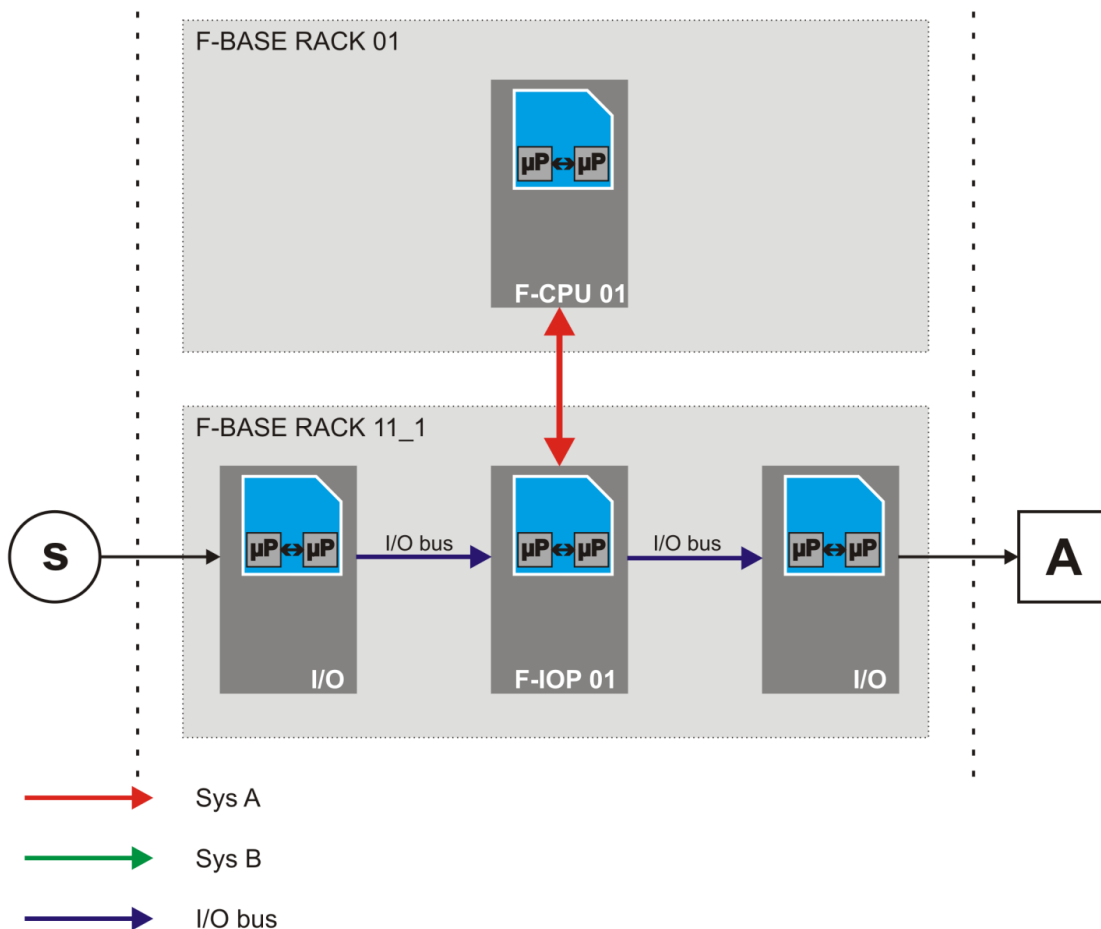 F-BASE RACK 01
µP µP
F-CPU 01
F-BASE RACK 11_1
S
µP µP
I/O bus
µP µP
I/O bus
µP µP
A
I/O
F-IOP 01
I/O
Sys A
Sys B
I/O bus